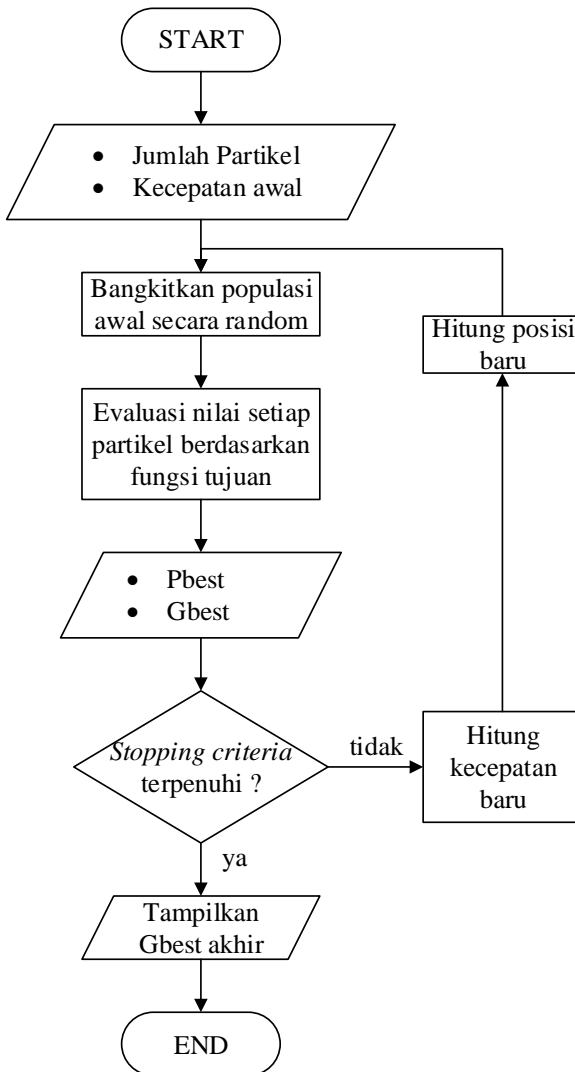 START
• Jumlah Partikel
• Kecepatan awal
Bangkitkan populasi
awal secara random
Hitung posisi
baru
Evaluasi nilai setiap
partikel berdasarkan
fungsi tujuan
• Pbest
• Gbest
Stopping criteria
terpenuhi ?
tidak
Hitung
kecepatan
baru
ya
Tampilkan
Gbest akhir
END